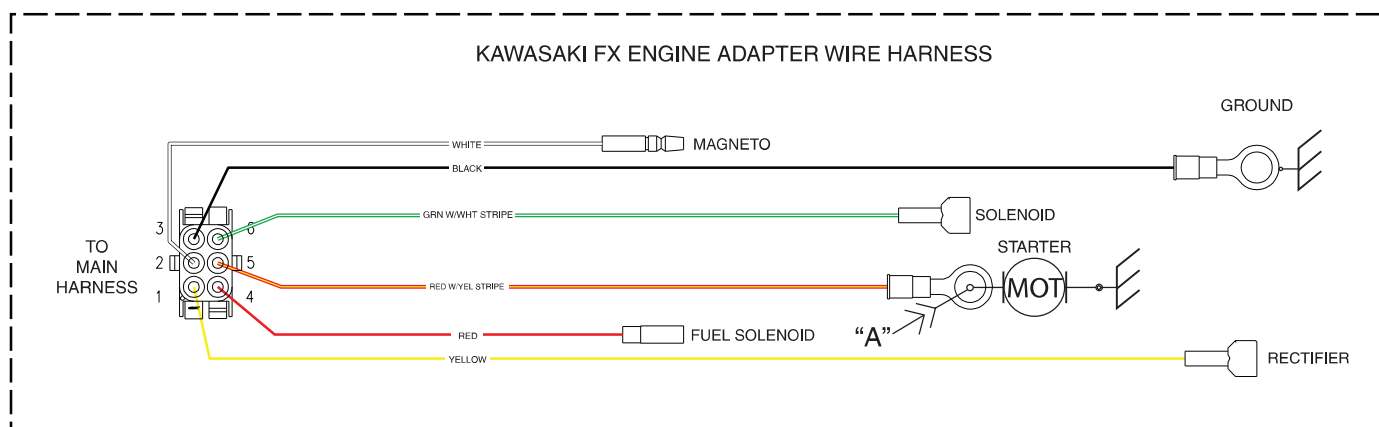 KAWASAKI FX ENGINE ADAPTER WIRE HARNESS
GROUND
WHITE
MAGNETO
BLACK
GRN W/WHT STRIPE
SOLENOID
3
6
TO
MAIN
HARNESS
2
5
STARTER
RED W/YEL STRIPE
MOT
1
4
"A"
RED
FUEL SOLENOID
YELLOW
RECTIFIER